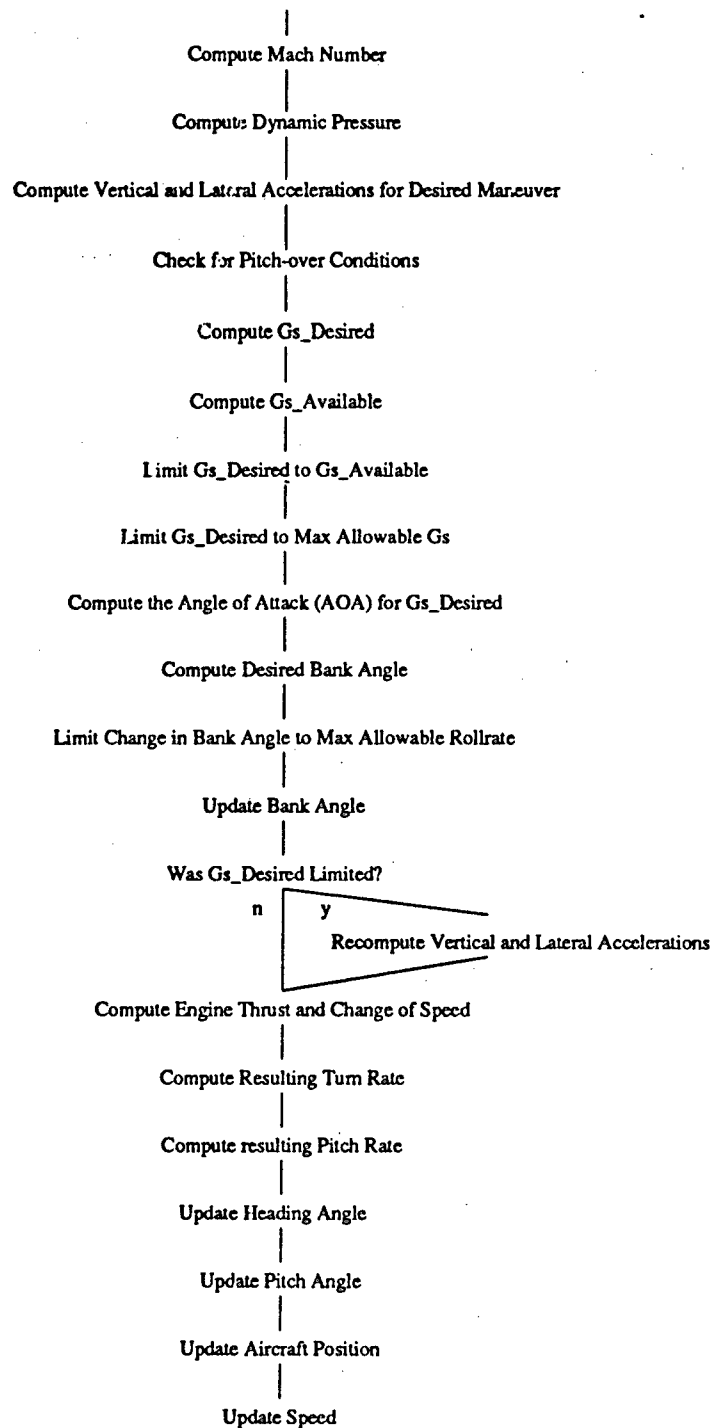 Compute Mach Number
Compute Dynamic Pressure
Compute Vertical and Lateral Accelerations for Desired Maneuver
Check for Pitch-over Conditions
Compute Gs_Desired
Compute Gs_Available
Limit Gs_Desired to Gs_Available
Limit Gs_Desired to Max Allowable Gs
Compute the Angle of Attack (AOA) for Gs_Desired
Compute Desired Bank Angle
Limit Change in Bank Angle to Max Allowable Rollrate
Update Bank Angle
Was Gs_Desired Limited?
n y
Recompute Vertical and Lateral Accelerations
Compute Engine Thrust and Change of Speed
Compute Resulting Turn Rate
Compute resulting Pitch Rate
Update Heading Angle
Update Pitch Angle
Update Aircraft Position
Update Speed